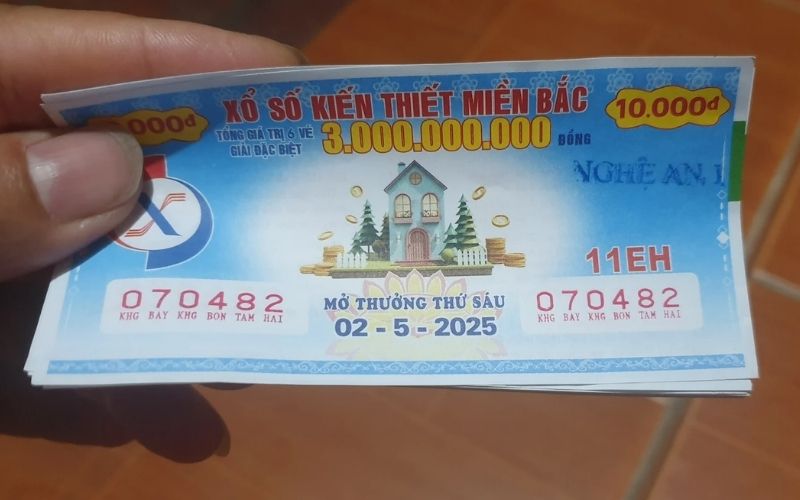 XỔ SỐ KIẾN THIẾT MIỀN BẮC
.000đ
10.000đ
TỔNG GIÁ TRỊ 6 VÉ
GIẢI ĐẶC BIỆT
3.000.000.000 ĐỒNG
NGHỆ AN.1
X
11EH
070482
KHG BAY KHG BON TAM HAI
MỞ THƯỞNG THỨ SÁU
02 - 5 - 2025
070482
KHG BAY KHG BON TAM HAI